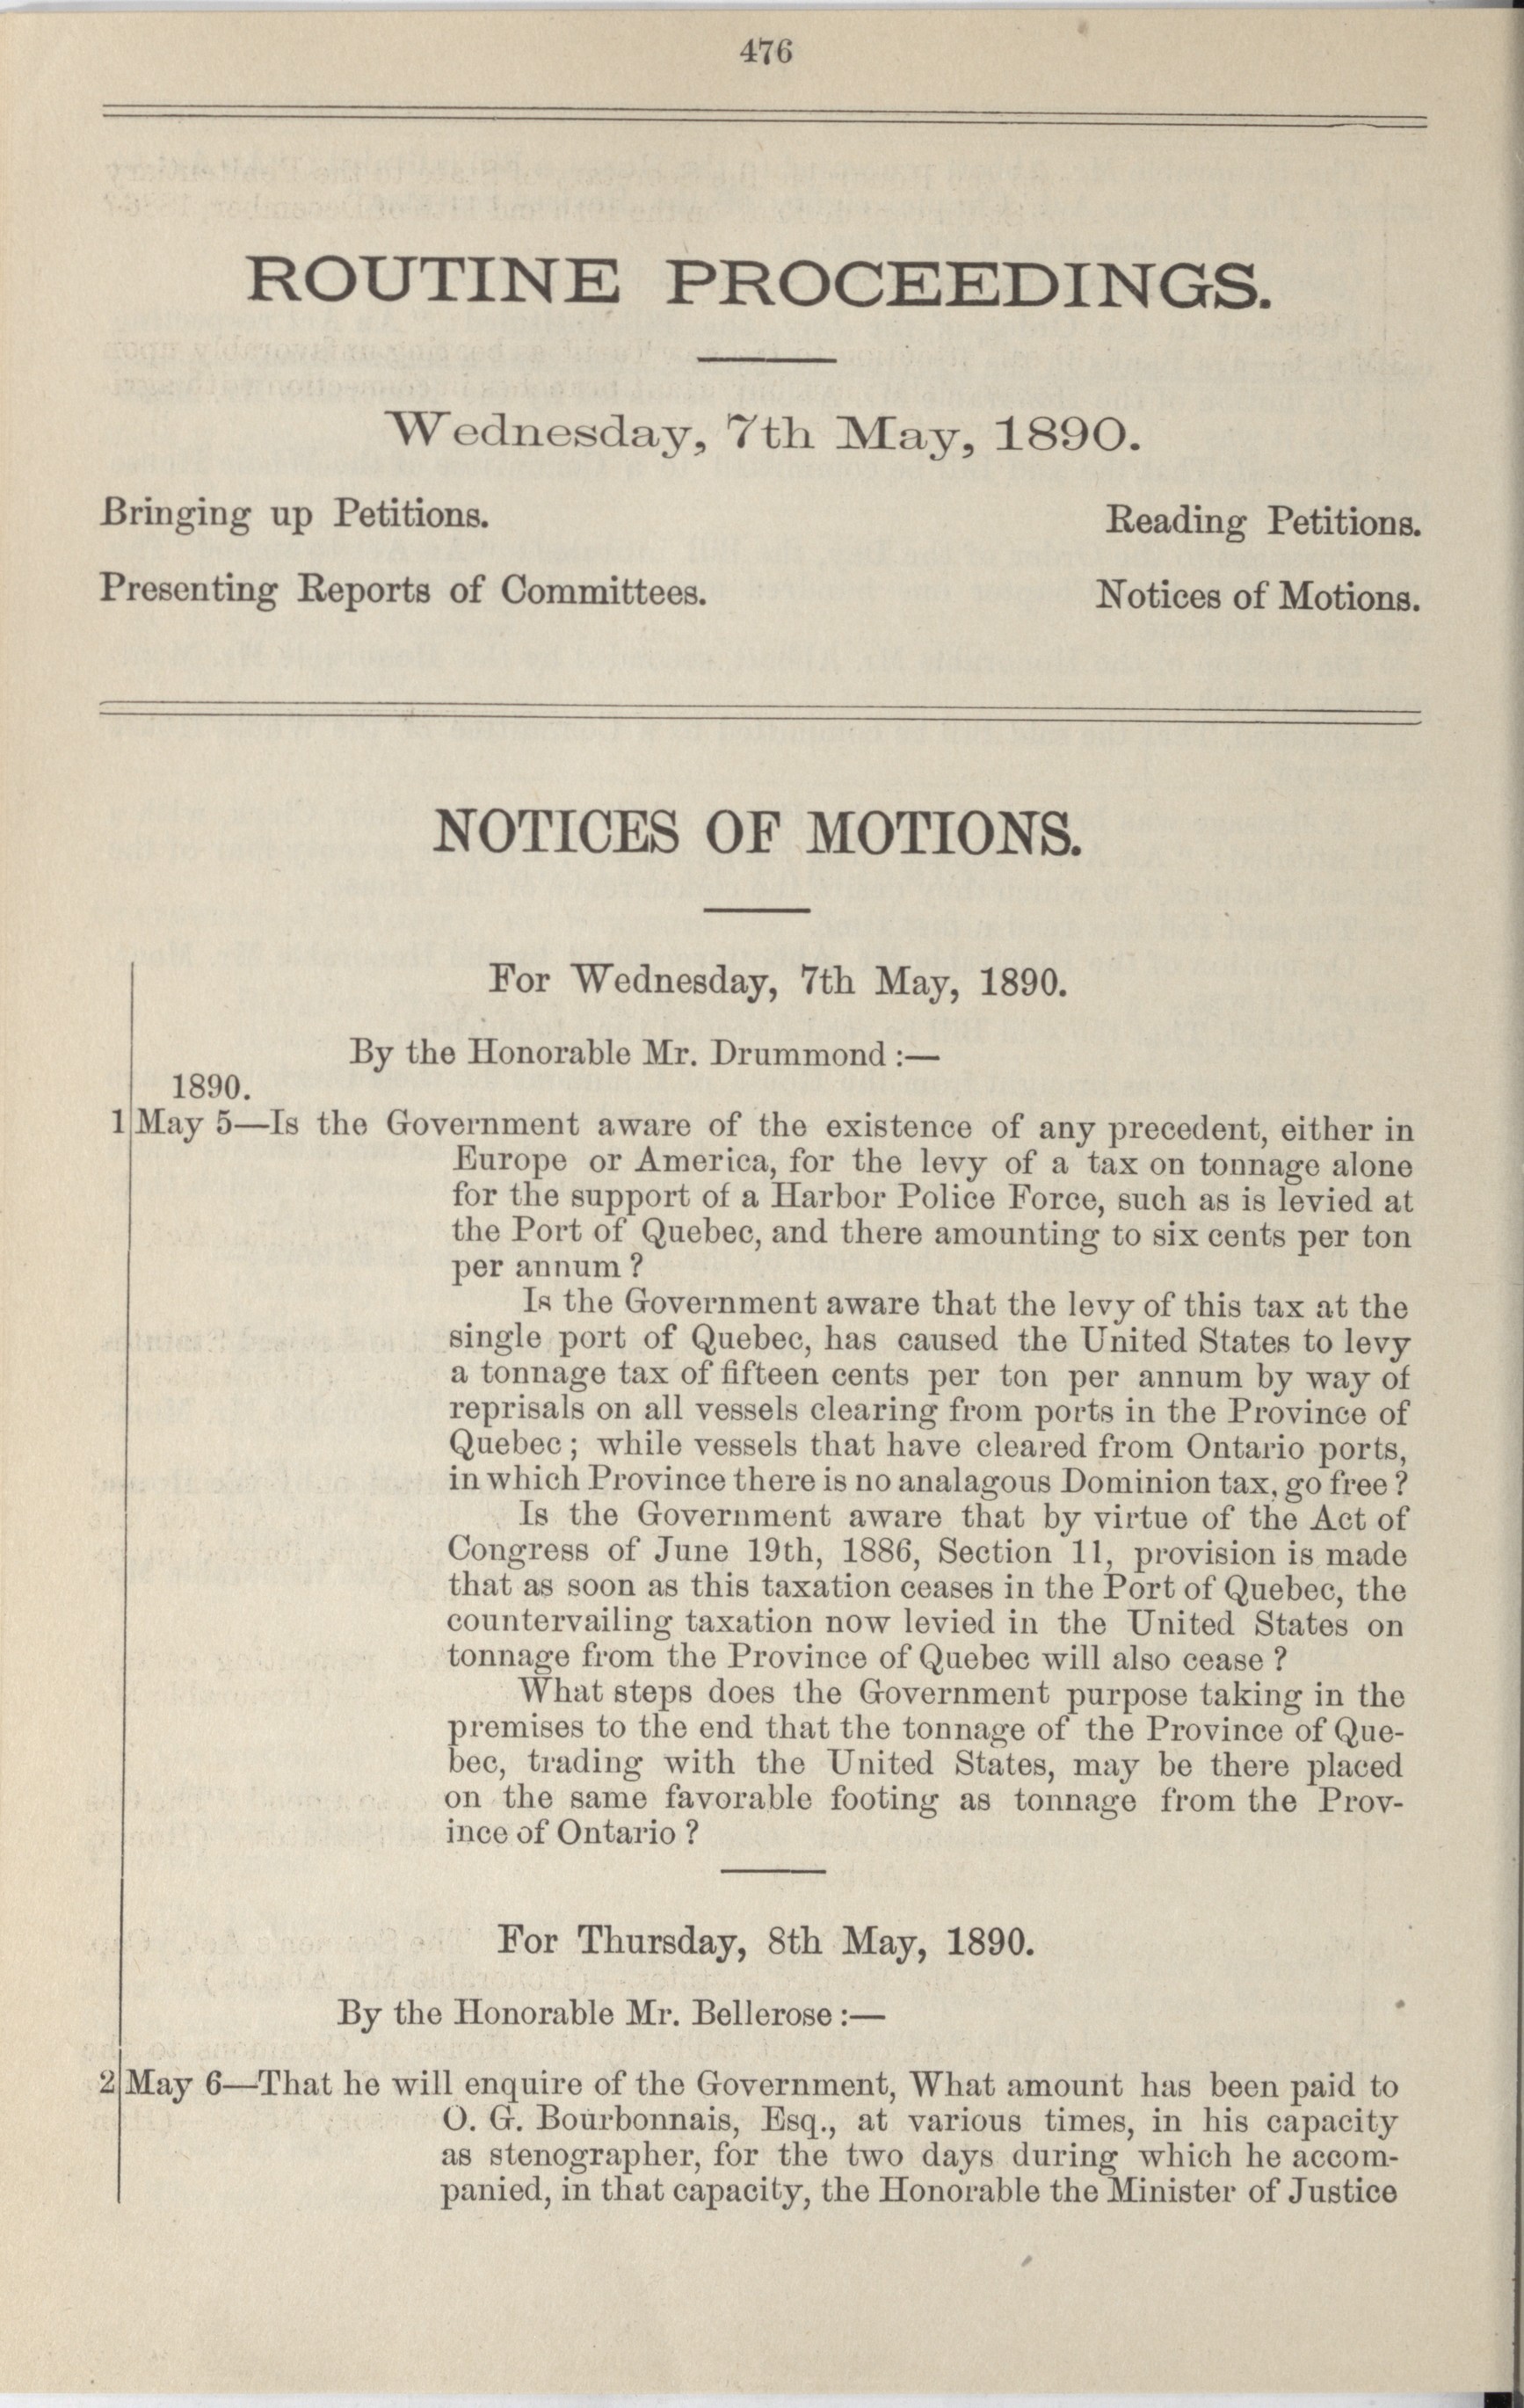 476
ROUTINE PROCEEDINGS.
Wednesday, 7th May, 1890.
Bringing up Petitions. Reading Petitions.
Presenting Reports of Committees. Notices of Motions.
NOTICES OF MOTIONS.
For Wednesday, 7th May, 1890.
By the Honorable Mr. Drummond :—
1890.
1 May 5—Is the Government aware of the existence of any precedent, either in
Europe or America, for the levy of a tax on tonnage alone
for the support of a Harbor Police Force, such as is levied at
the Port of Quebec, and there amounting to six cents per ton
per annum ?
Is the Government aware that the levy of this tax at the
single port of Quebec, has caused the United States to levy
a tonnage tax of fifteen cents per ton per annum by way of
reprisals on all vessels clearing from ports in the Province of
Quebec ; while vessels that have cleared from Ontario ports,
in which Province there is no analagous Dominion tax, go free ?
Is the Government aware that by virtue of the Act of
Congress of June 19th, 1886, Section 11, provision is made
that as soon as this taxation ceases in the Port of Quebec, the
countervailing taxation now levied in the United States on
tonnage from the Province of Quebec will also cease ?
What steps does the Government purpose taking in the
premises to the end that the tonnage of the Province of Que-
bec, trading with the United States, may be there placed
on the same favorable footing as tonnage from the Prov-
ince of Ontario ?
For Thursday, 8th May, 1890.
By the Honorable Mr. Bellerose :—
2 May 6—That he will enquire of the Government, What amount has been paid to
O. G. Bourbonnais, Esq., at various times, in his capacity
as stenographer, for the two days during which he accom-
panied, in that capacity, the Honorable the Minister of Justice